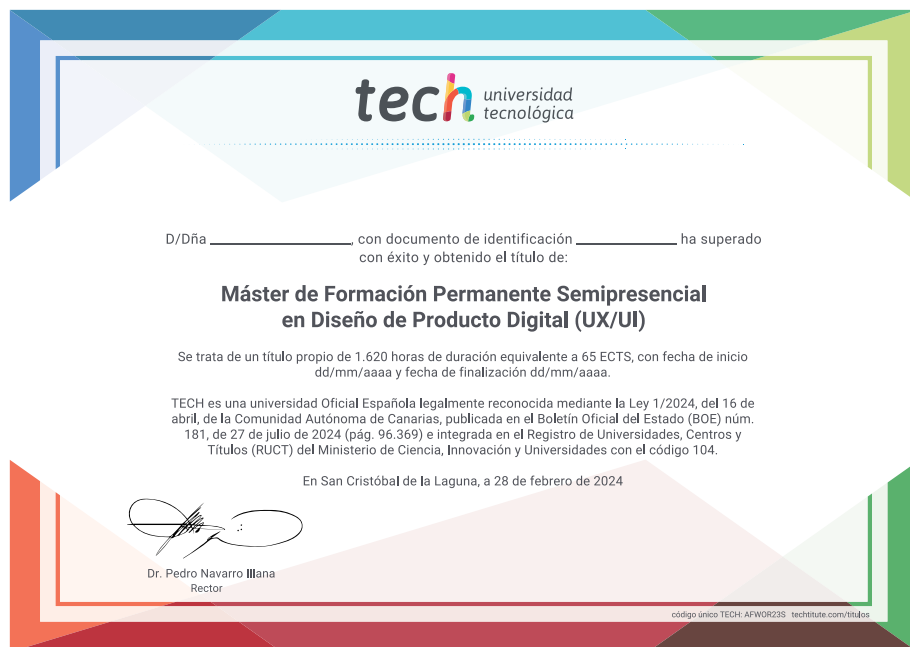 tech universidad
tecnológica
D/Dña ____________________, con documento de identificación ______________ ha superado
con éxito y obtenido el título de:
Máster de Formación Permanente Semipresencial
en Diseño de Producto Digital (UX/UI)
Se trata de un título propio de 1.620 horas de duración equivalente a 65 ECTS, con fecha de inicio
dd/mm/aaaa y fecha de finalización dd/mm/aaaa.
TECH es una universidad Oficial Española legalmente reconocida mediante la Ley 1/2024, del 16 de
abril, de la Comunidad Autónoma de Canarias, publicada en el Boletín Oficial del Estado (BOE) núm.
181, de 27 de julio de 2024 (pág. 96.369) e integrada en el Registro de Universidades, Centros y
Títulos (RUCT) del Ministerio de Ciencia, Innovación y Universidades con el código 104.
En San Cristóbal de la Laguna, a 28 de febrero de 2024
Dr. Pedro Navarro Illana
Rector
código único TECH: AFWOR23S techtitute.com/titulos